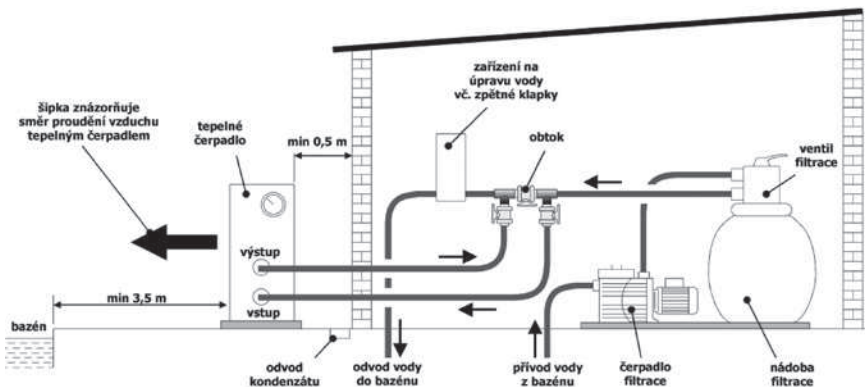 šipka znázorňuje
směr proudění vzduchu
tepelným čerpadlem
tepelné
čerpadlo
min 0,5 m
zařízení na
úpravu vody
vč. zpětné klapky
obtok
ventil
filtrace
výstup
vstup
min 3,5 m
bazén
odvod
kondenzátu
odvod vody
do bazénu
přívod vody
z bazénu
čerpadlo
filtrace
nádoba
filtrace